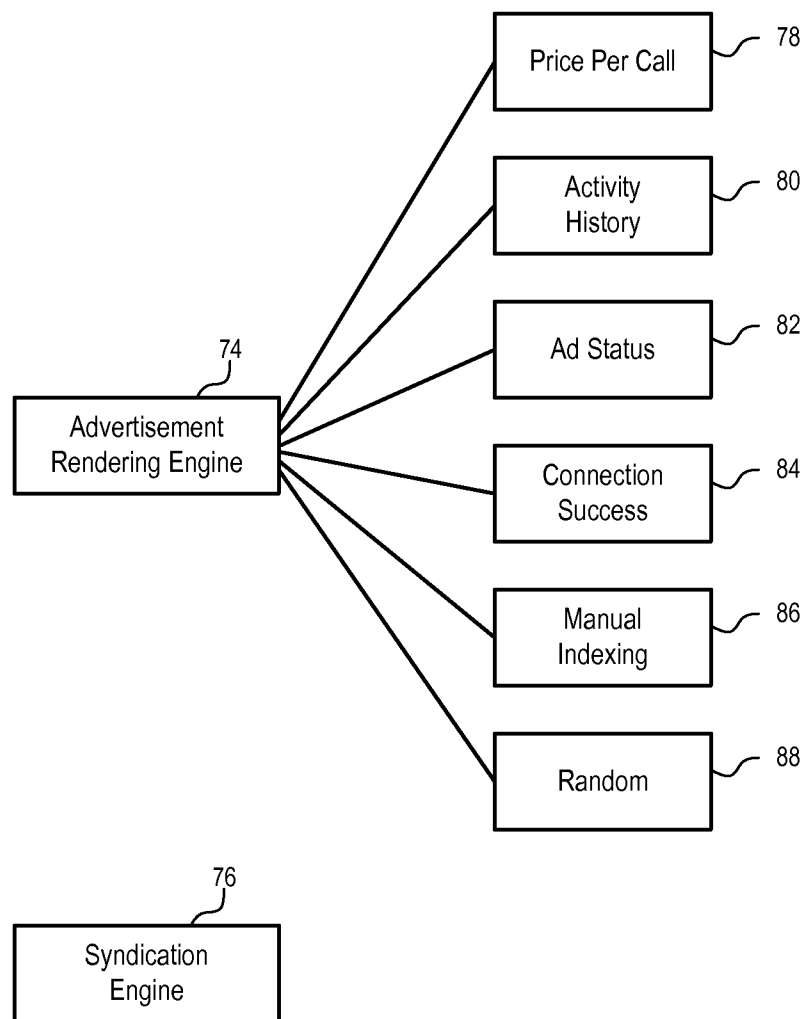 Price Per Call
78
Activity
History
80
Ad Status
82
74
Advertisement
Rendering Engine
Connection
Success
84
Manual
Indexing
86
Random
88
76
Syndication
Engine